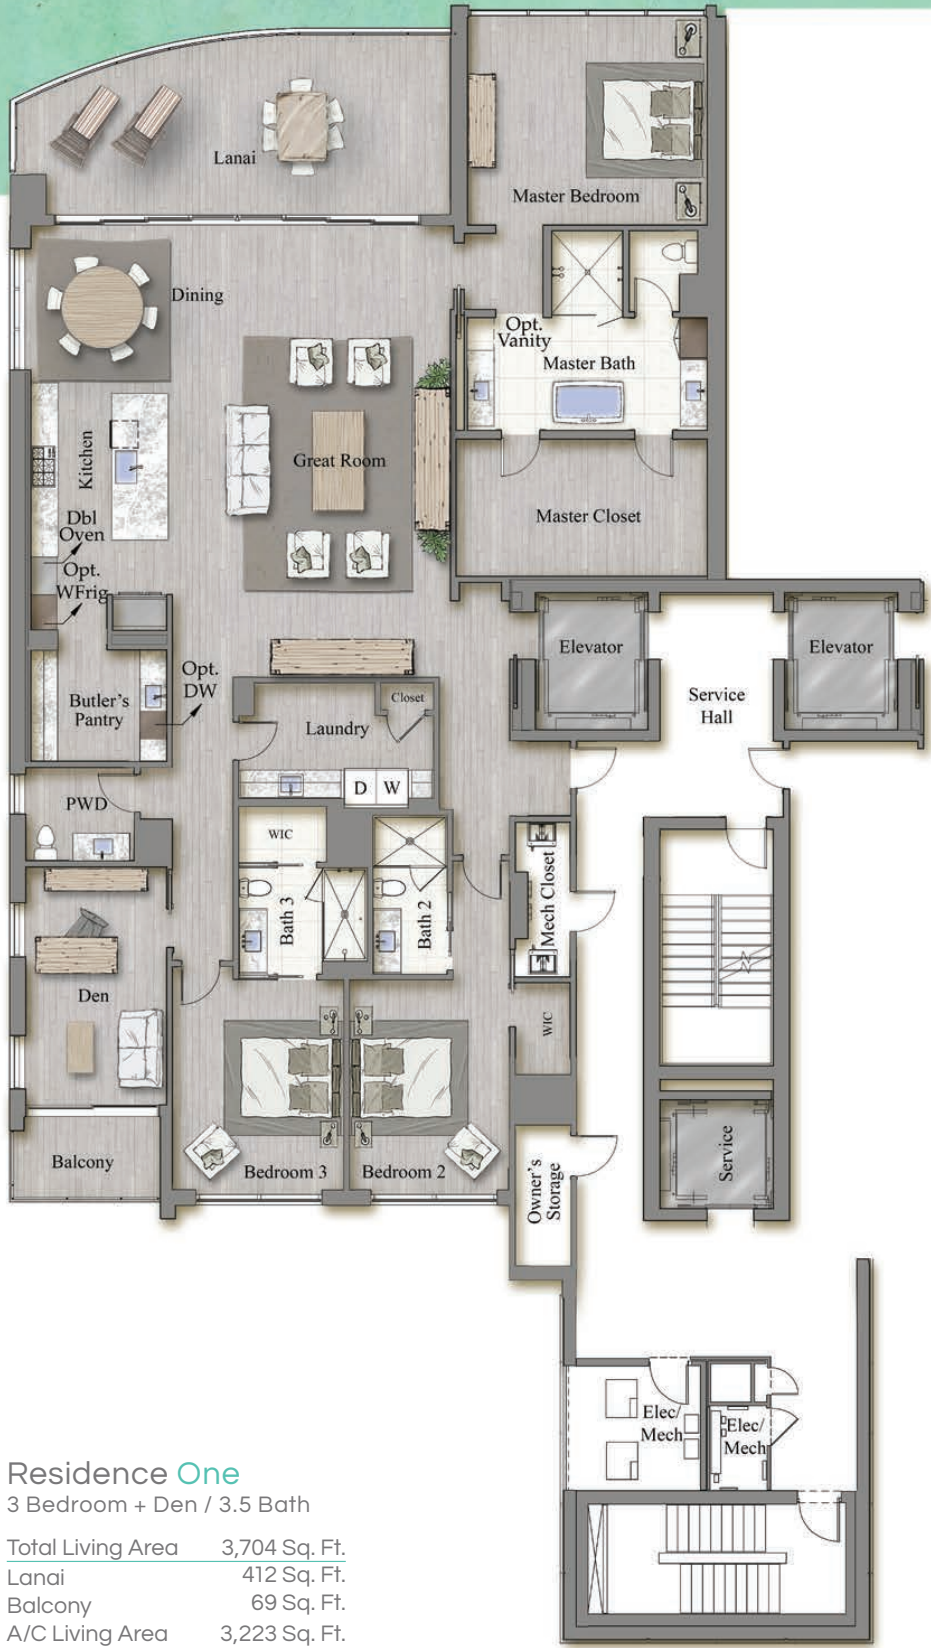 Lanai
Master Bedroom
Dining
Opt.
Vanity
Master Bath
Kitchen
Great Room
Dbl
Oven
Master Closet
Opt.
WFrig
Elevator
Elevator
Opt.
DW
Butler's
Pantry
Closet
Service
Hall
Laundry
D W
PWD
WIC
Mech Closet
Bath 3
Bath 2
Den
WIC
Service
Balcony
Bedroom 3
Bedroom 2
Owner's
Storage
Elec/
Mech
Elec/
Mech
Residence One
3 Bedroom + Den / 3.5 Bath
Total Living Area 3,704 Sq. Ft.
Lanai 412 Sq. Ft.
Balcony 69 Sq. Ft.
A/C Living Area 3,223 Sq. Ft.